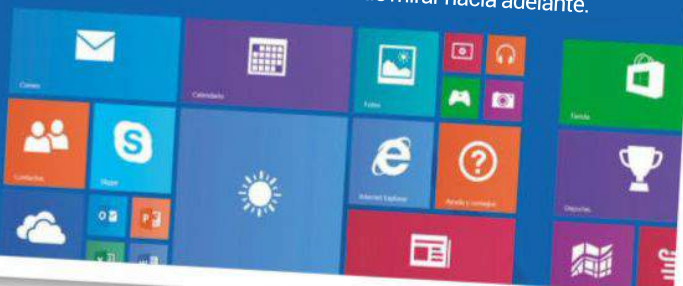 mirar hacia adelante.
Correo
Calendario
Fotos
Tienda
Contactos
Skype
Internet Explorer
Ayuda y consejos
Deportes